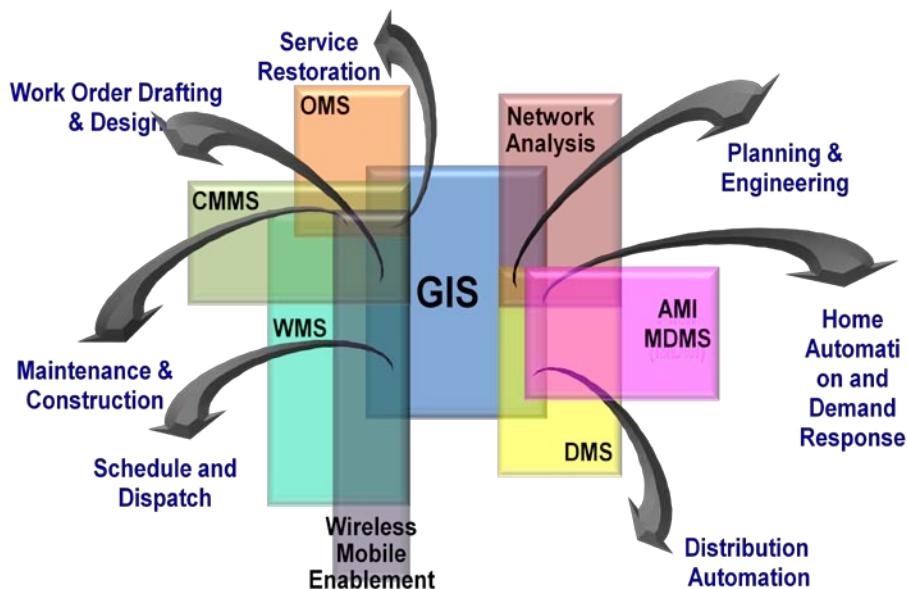 Service
Restoration
Work Order Drafting
& Design
OMS
Network
Analysis
Planning &
Engineering
CMMS
GIS
WMS
AMI
MDMS
Home
Automati
on and
Demand
Response
Maintenance &
Construction
Schedule and
Dispatch
DMS
Wireless
Mobile
Enablement
Distribution
Automation